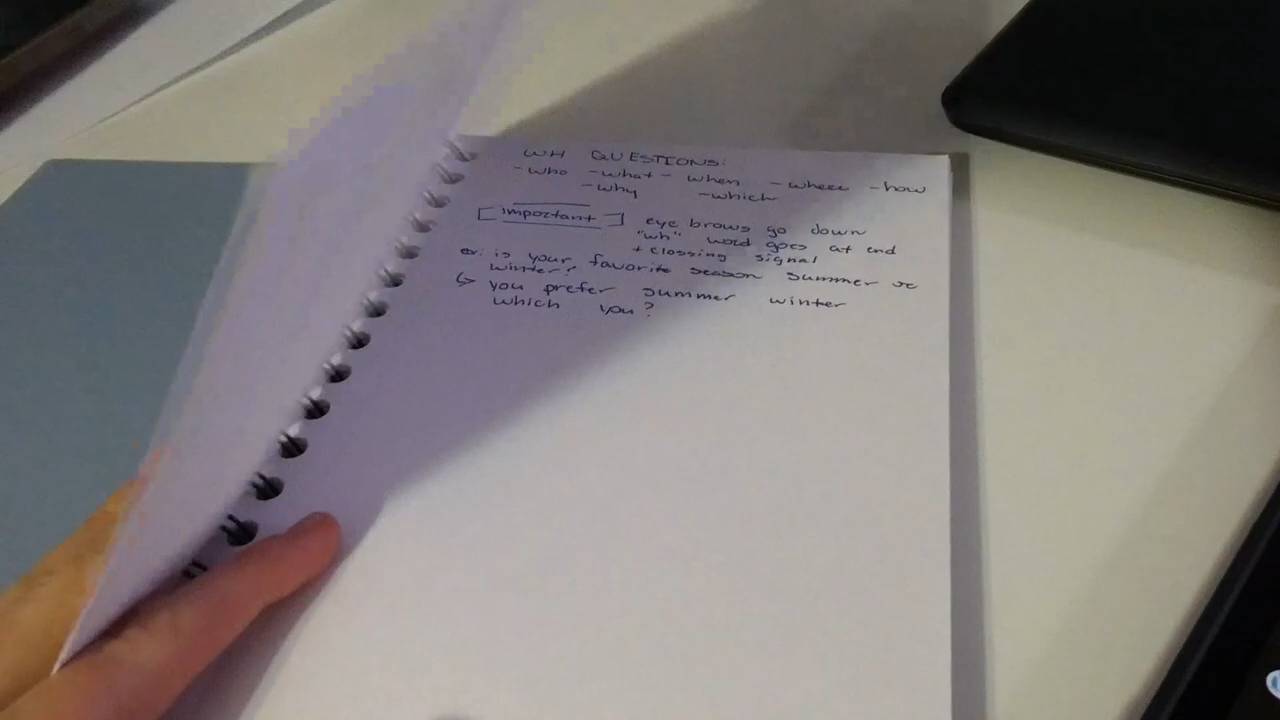 WH QUESTIONS:
- who - what - when - where - how
- why - which
[important] eye brows go down
"wh" word goes at end
+ clossing signal
ex: is your favorite season summer or
winter?
↳ you prefer summer winter
which you?